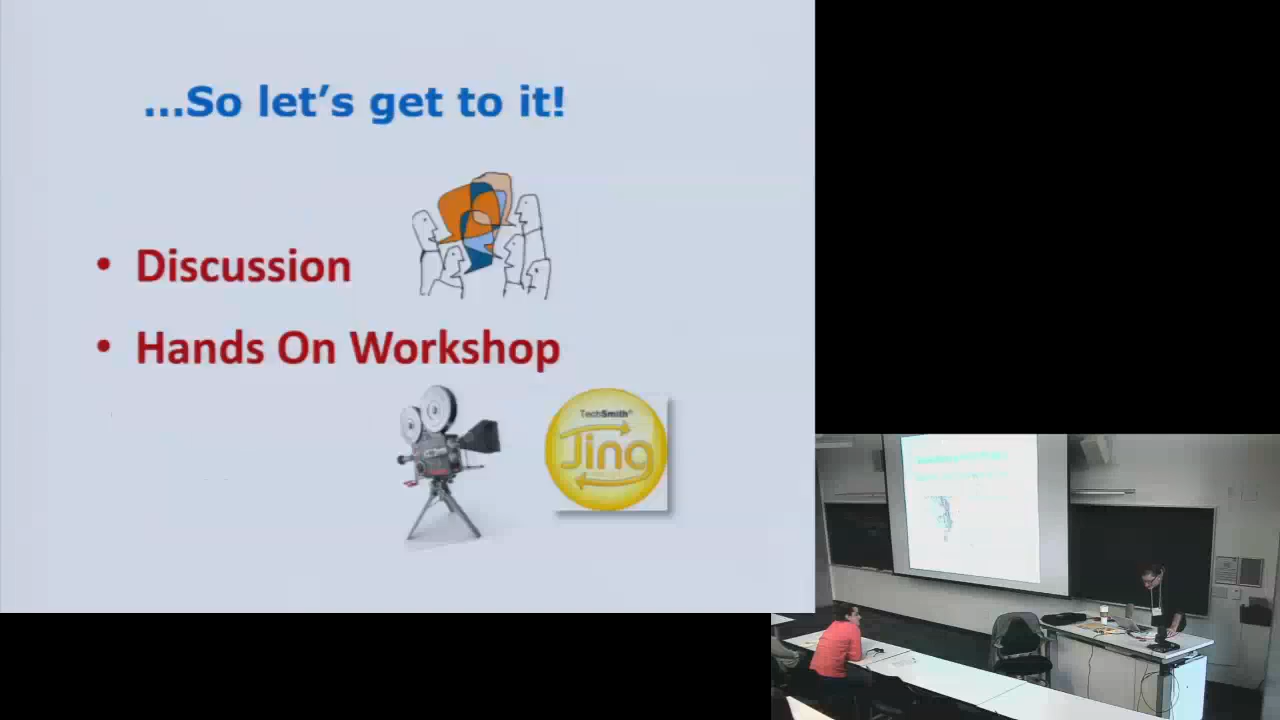 ...So let's get to it!
• Discussion
• Hands On Workshop
TechSmith®
Jing